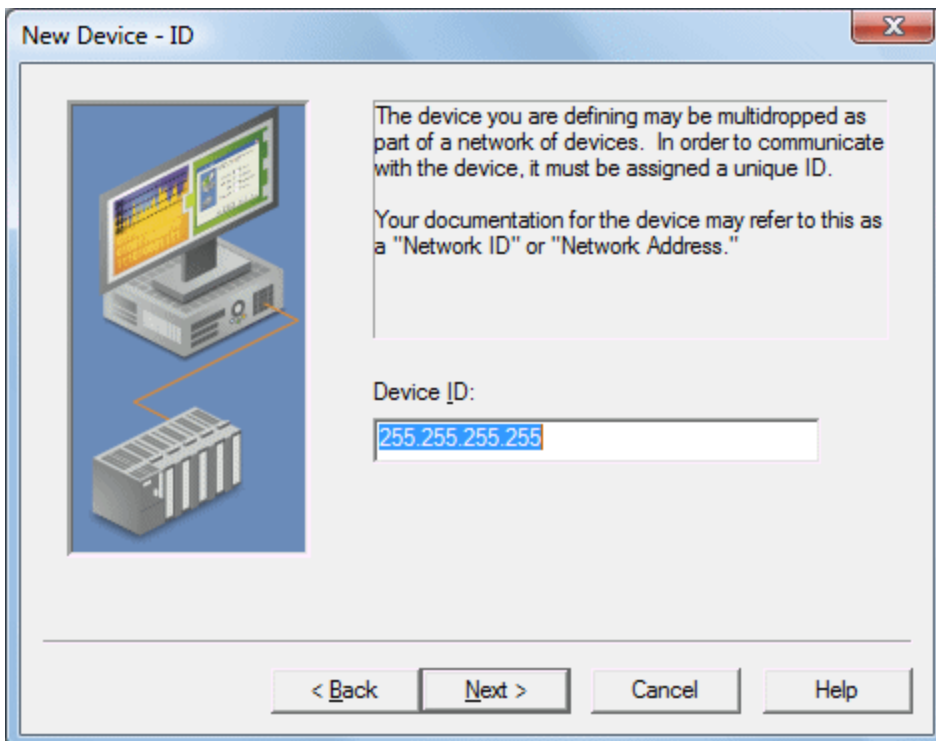 New Device - ID
The device you are defining may be multidropped as
part of a network of devices.  In order to communicate
with the device, it must be assigned a unique ID.
Your documentation for the device may refer to this as
a "Network ID" or "Network Address."
Device ID:
255.255.255.255
< Back
Next >
Cancel
Help